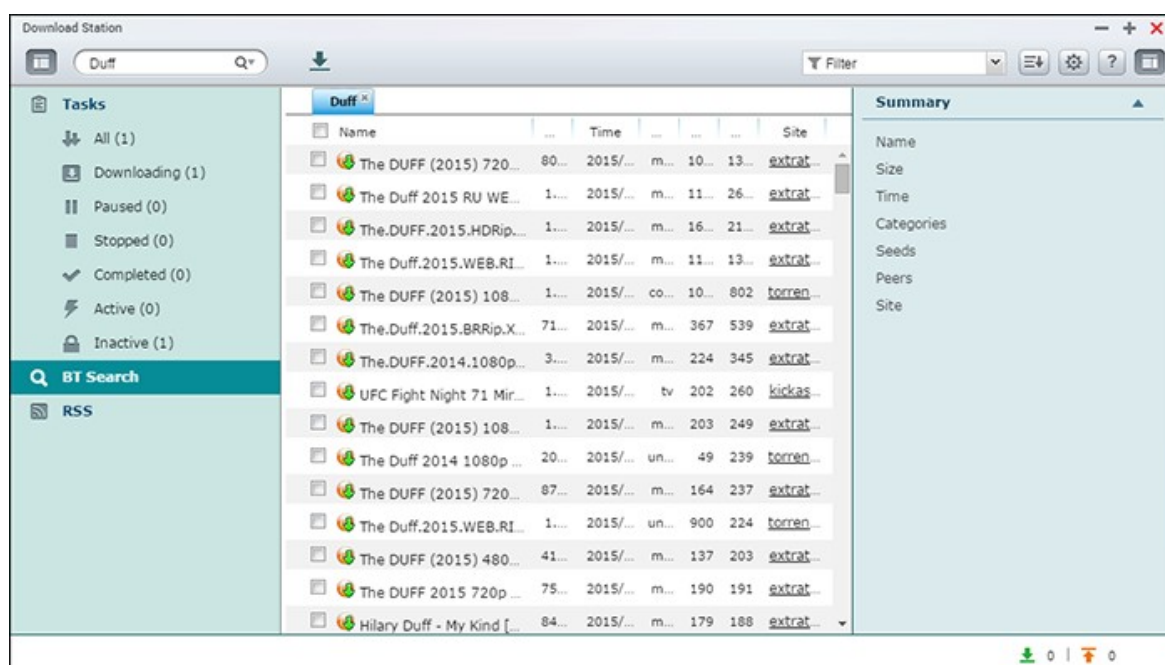 Download Station
Duff
Filter
Tasks
All (1)
Downloading (1)
Paused (0)
Stopped (0)
Completed (0)
Active (0)
Inactive (1)
BT Search
RSS
Duff
Name ... Time ... ... ... Site
The DUFF (2015) 720... 80... 2015/... m... 10... 13... extrat...
The Duff 2015 RU WE... 1.... 2015/... m... 11... 26... extrat...
The.DUFF.2015.HDRip.... 1.... 2015/... m... 16... 21... extrat...
The Duff.2015.WEB.RI... 1.... 2015/... m... 11... 13... extrat...
The DUFF (2015) 108... 1.... 2015/... co... 10... 802 torren...
The.Duff.2015.BRRip.X... 71... 2015/... m... 367 539 extrat...
The.DUFF.2014.1080p... 3.... 2015/... m... 224 345 extrat...
UFC Fight Night 71 Mir... 1.... 2015/... tv 202 260 kickas...
The DUFF (2015) 108... 1.... 2015/... m... 203 249 extrat...
The Duff 2014 1080p ... 20... 2015/... un... 49 239 torren...
The DUFF (2015) 720... 87... 2015/... m... 164 237 extrat...
The Duff.2015.WEB.RI... 1.... 2015/... un... 900 224 torren...
The DUFF (2015) 480... 41... 2015/... m... 137 203 extrat...
The DUFF 2015 720p ... 75... 2015/... m... 190 191 extrat...
Hilary Duff - My Kind [... 84... 2015/... m... 179 188 extrat...
Summary
Name
Size
Time
Categories
Seeds
Peers
Site
0 | 0